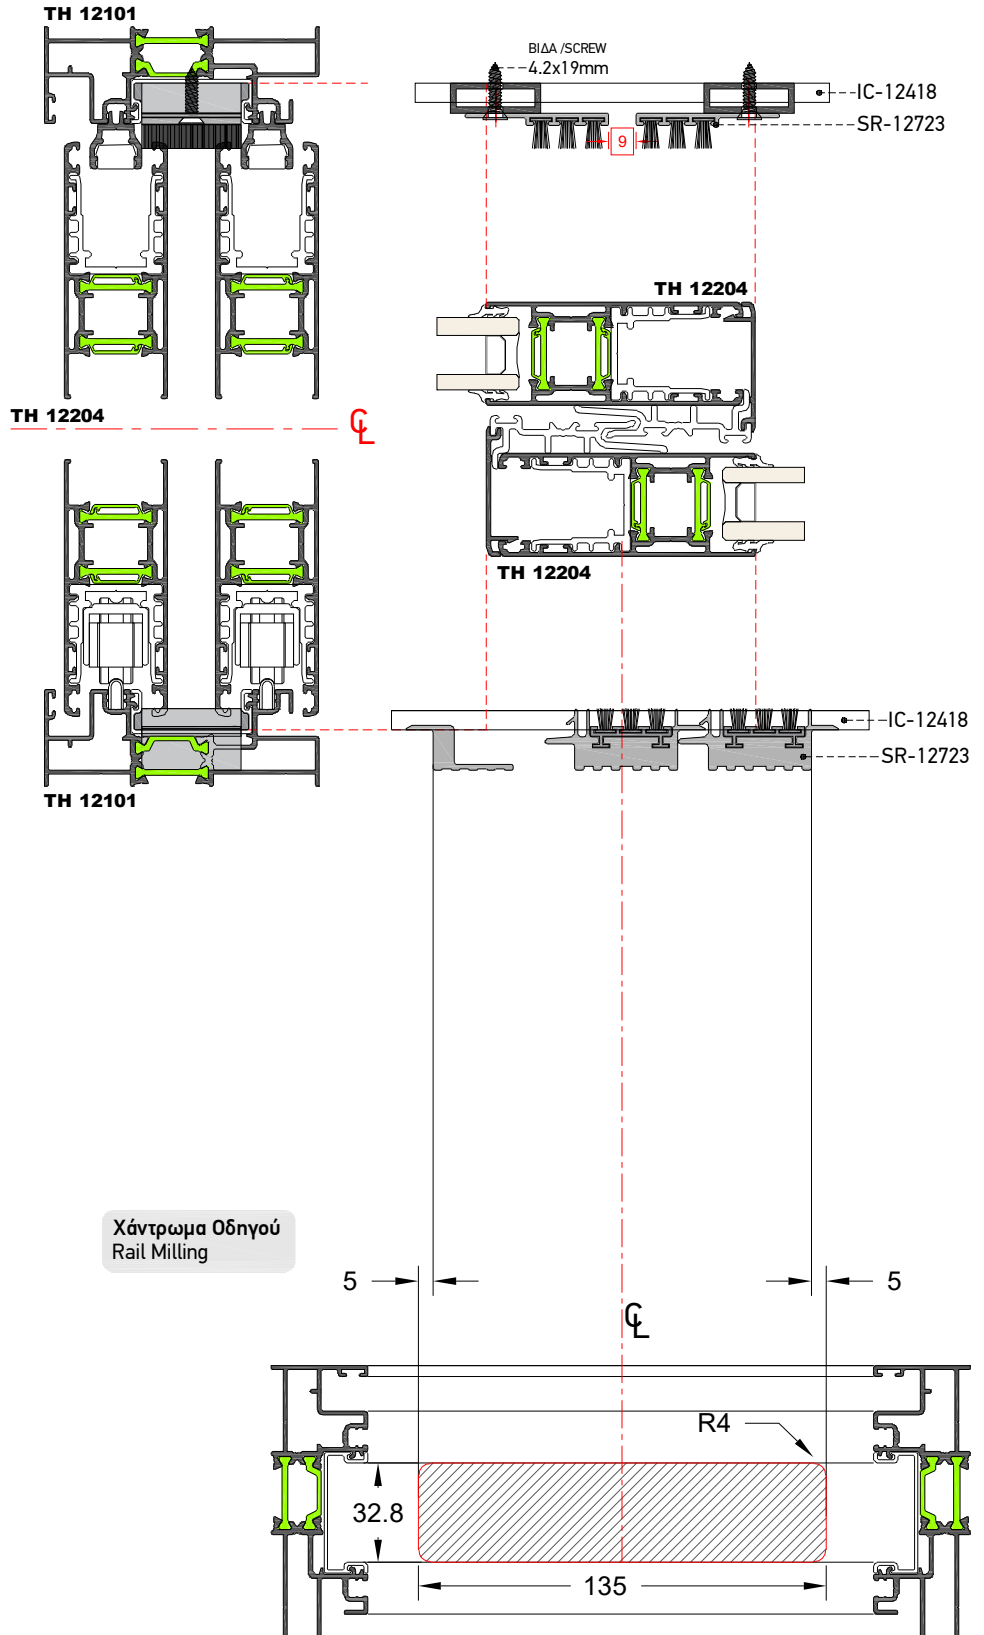 TH 12101
ΒΙΔΑ /SCREW
4.2x19mm
IC-12418
SR-12723
9
TH 12204
TH 12204
℄
TH 12204
IC-12418
SR-12723
TH 12101
Χάντρωμα Οδηγού
Rail Milling
5
5
℄
R4
32.8
135